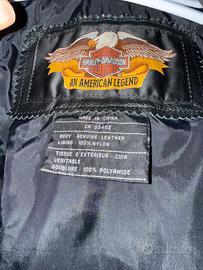 HARLEY-DAVIDSON
AN AMERICAN LEGEND
MADE IN CHINA
CA 03402
BODY : GENUINE LEATHER
LINING : 100% NYLON
TISSUE D'EXTERIEUR : CUIR
VERITABLE
DOUBLURE : 100% POLYAMIDE
subito